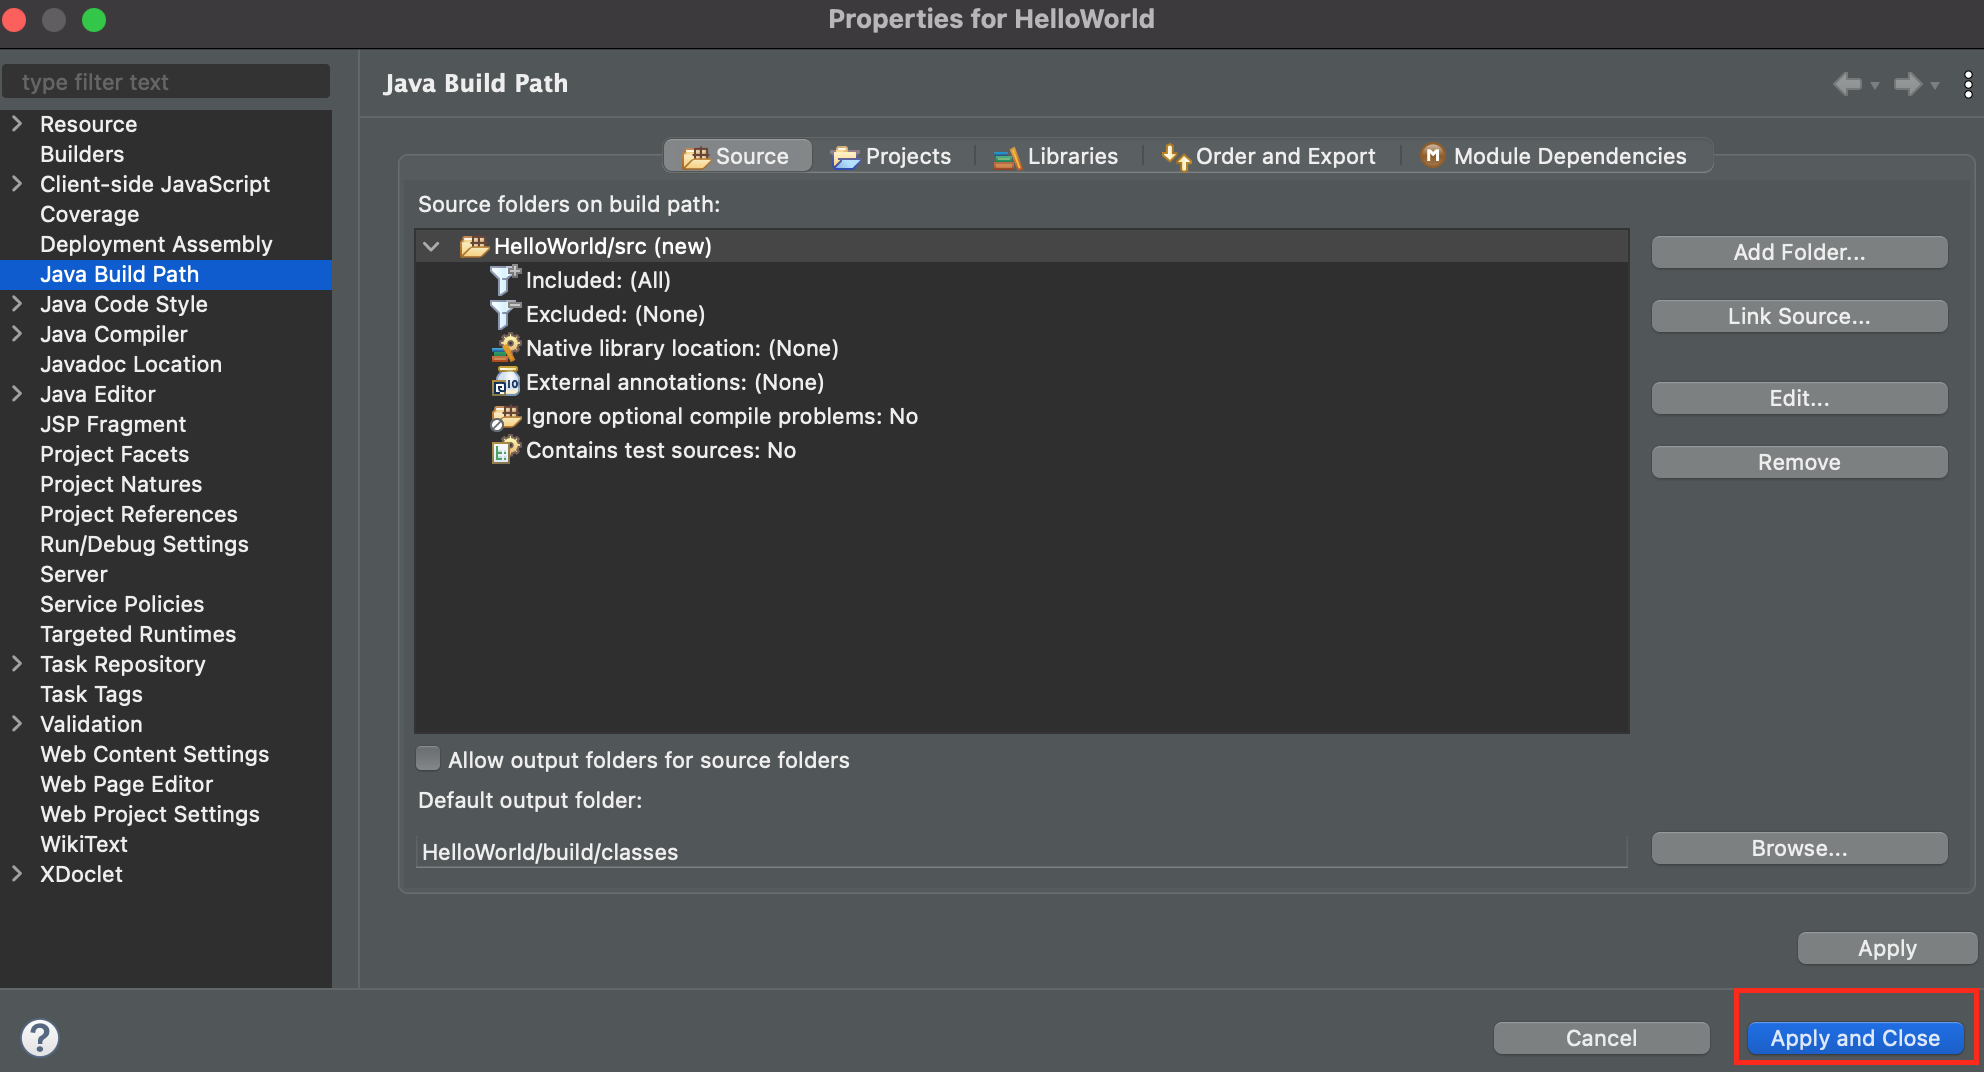 Properties for HelloWorld
type filter text
Resource
Builders
Client-side JavaScript
Coverage
Deployment Assembly
Java Build Path
Java Code Style
Java Compiler
Javadoc Location
Java Editor
JSP Fragment
Project Facets
Project Natures
Project References
Run/Debug Settings
Server
Service Policies
Targeted Runtimes
Task Repository
Task Tags
Validation
Web Content Settings
Web Page Editor
Web Project Settings
WikiText
XDoclet
Java Build Path
Source Projects Libraries Order and Export M Module Dependencies
Source folders on build path:
HelloWorld/src (new)
Included: (All)
Excluded: (None)
Native library location: (None)
External annotations: (None)
Ignore optional compile problems: No
Contains test sources: No
Add Folder...
Link Source...
Edit...
Remove
Allow output folders for source folders
Default output folder:
HelloWorld/build/classes
Browse...
Apply
?
Cancel
Apply and Close